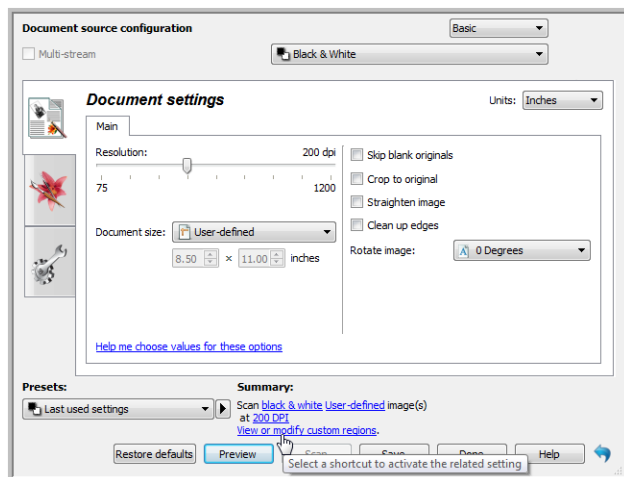 Document source configuration
Basic
Multi-stream
Black & White
Document settings
Units: Inches
Main
Resolution: 200 dpi
75 1200
Skip blank originals
Crop to original
Straighten image
Clean up edges
Document size: User-defined
8.50 × 11.00 inches
Rotate image: A 0 Degrees
Help me choose values for these options
Presets:
Last used settings
Summary:
Scan black & white User-defined image(s)
at 200 DPI
View or modify custom regions.
Restore defaults Preview Scan Save Done Help
Select a shortcut to activate the related setting